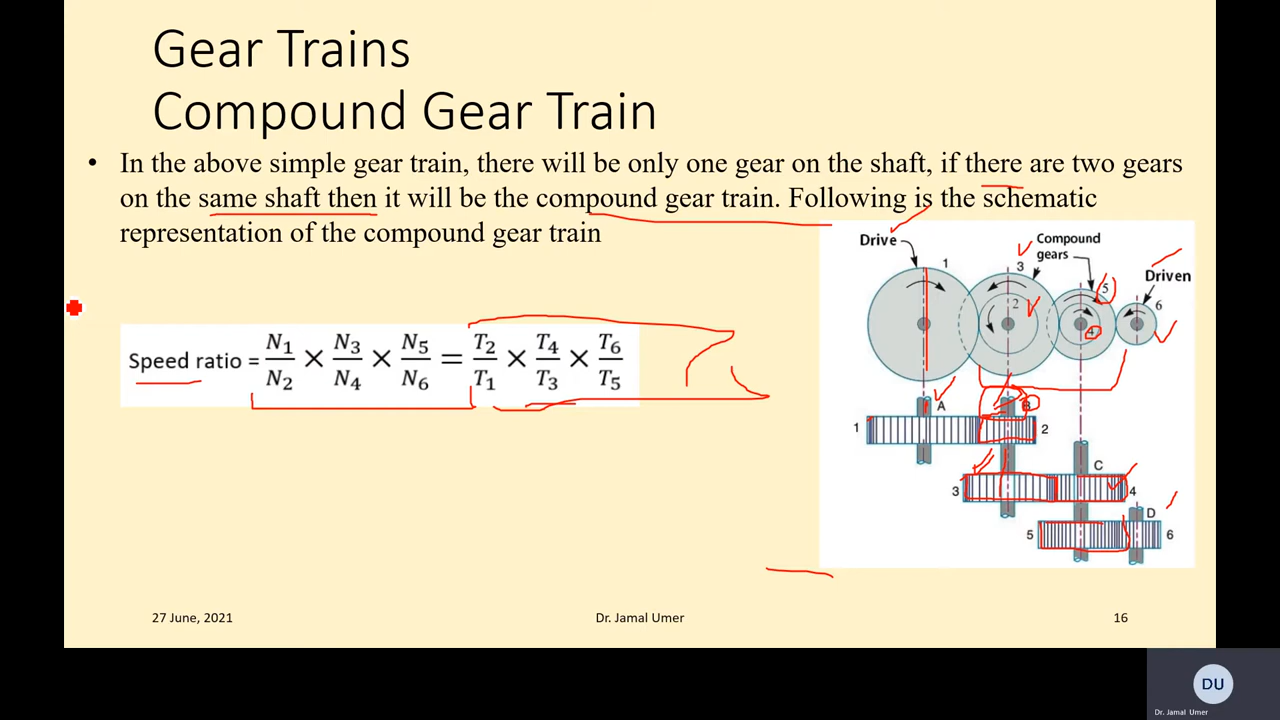 Gear Trains
Compound Gear Train
• In the above simple gear train, there will be only one gear on the shaft, if there are two gears
on the same shaft then it will be the compound gear train. Following is the schematic
representation of the compound gear train
Speed ratio = N1/N2 × N3/N4 × N5/N6 = T2/T1 × T4/T3 × T6/T5
Drive
1
3
Compound
gears
5
Driven
6
2
4
A
B
1
2
C
3
4
D
5
6
27 June, 2021
Dr. Jamal Umer
16
DU
Dr. Jamal Umer